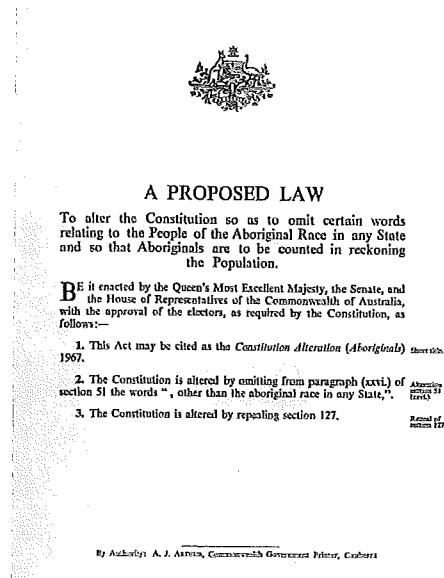 A PROPOSED LAW
To alter the Constitution so as to omit certain words
relating to the People of the Aboriginal Race in any State
and so that Aboriginals are to be counted in reckoning
the Population.
BE it enacted by the Queen's Most Excellent Majesty, the Senate, and
the House of Representatives of the Commonwealth of Australia,
with the approval of the electors, as required by the Constitution, as
follows:—
1. This Act may be cited as the Constitution Alteration (Aboriginals)
1967.
Short title.
2. The Constitution is altered by omitting from paragraph (xxvi.) of
section 51 the words “ , other than the aboriginal race in any State,”.
Alteration
section 51
(xxvi.).
3. The Constitution is altered by repealing section 127.
Repeal of
section 127
By Authority: A. J. Arthur, Commonwealth Government Printer, Canberra